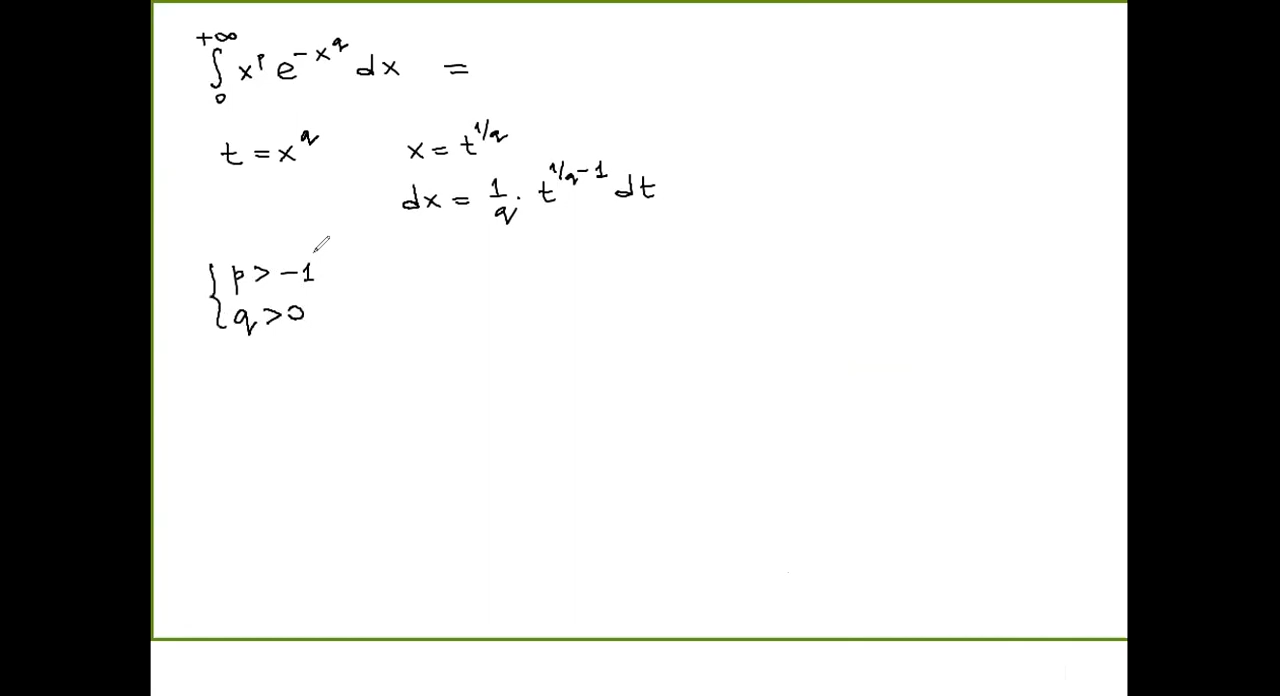 ∫₀^{+∞} x^p e^{-x^q} dx =
t = x^q    x = t^{1/q}
dx = 1/q · t^{1/q - 1} dt
{ p > -1
q > 0